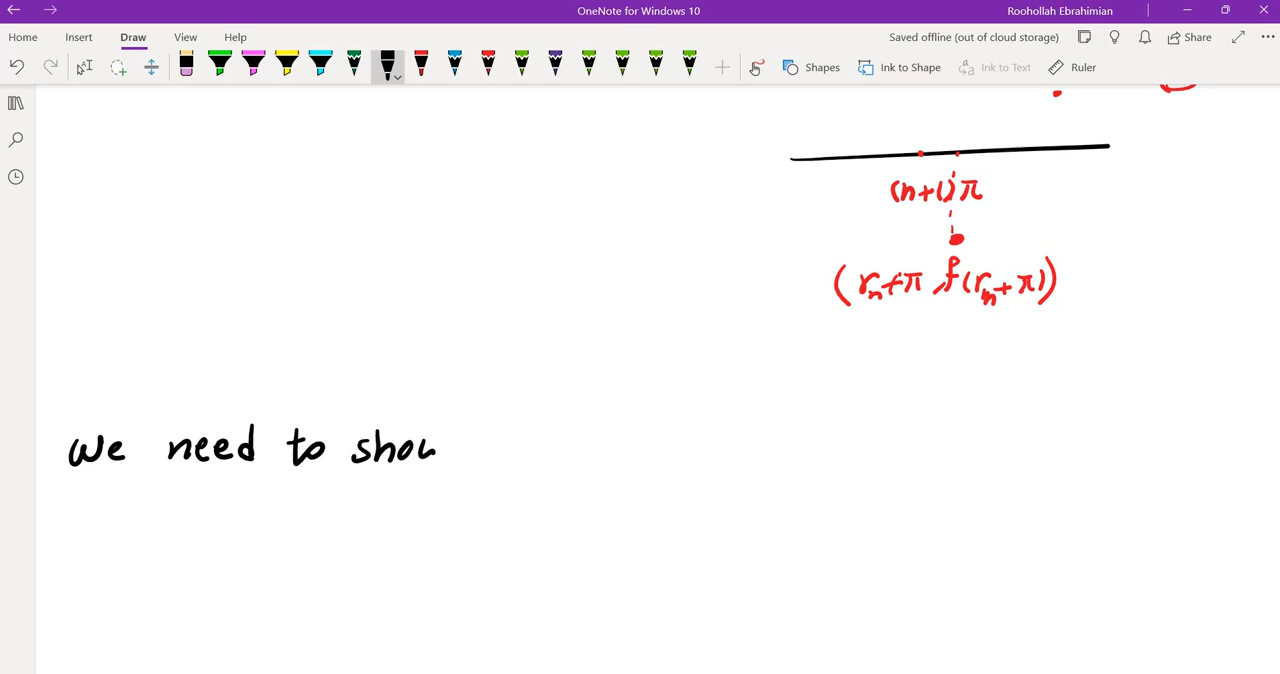 OneNote for Windows 10
Roohollah Ebrahimian
Home Insert Draw View Help
Saved offline (out of cloud storage)
Share
Shapes
Ink to Shape
Ink to Text
Ruler
(n+1)π
(rₙ+π, f(rₙ+π))
We need to show